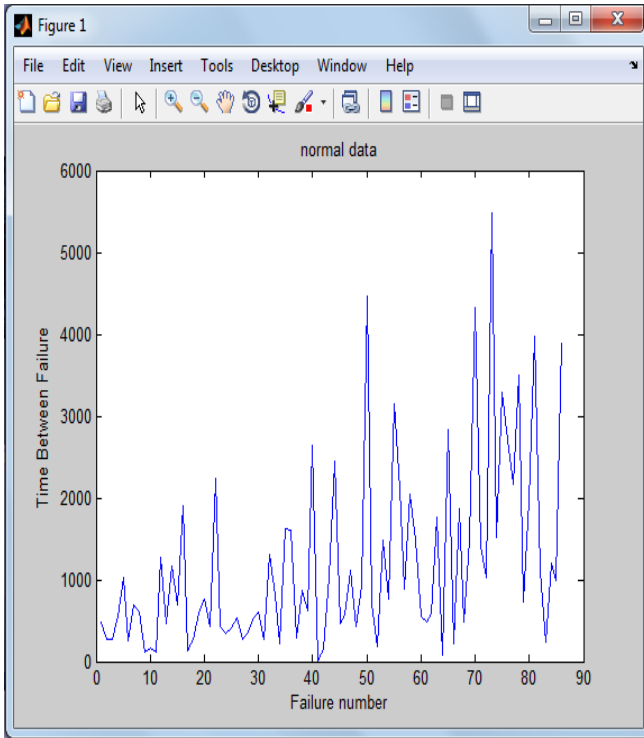 Figure 1
File Edit View Insert Tools Desktop Window Help
normal data
6000
5000
4000
3000
2000
1000
0
Time Between Failure
0 10 20 30 40 50 60 70 80 90
Failure number